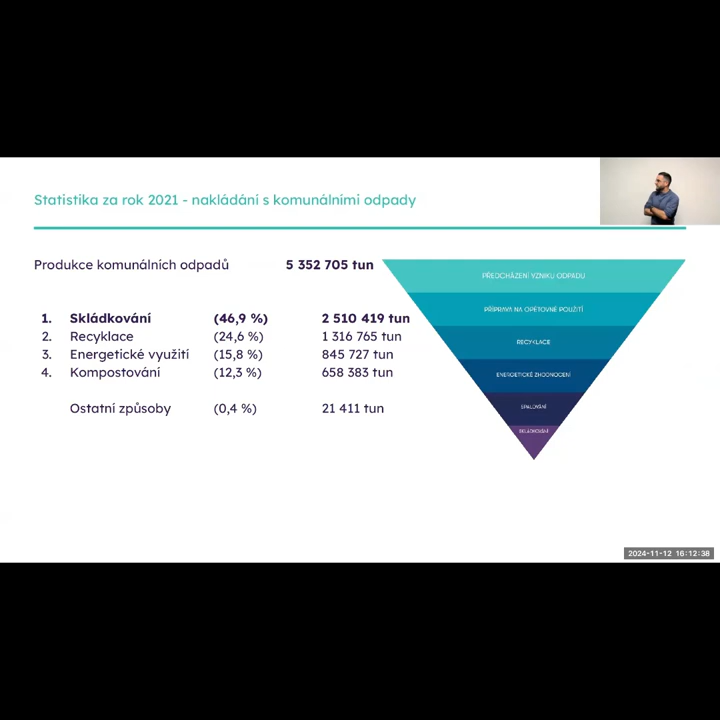 Statistika za rok 2021 - nakládání s komunálními odpady
Produkce komunálních odpadů 5 352 705 tun
1. Skládkování (46,9 %) 2 510 419 tun
2. Recyklace (24,6 %) 1 316 765 tun
3. Energetické využití (15,8 %) 845 727 tun
4. Kompostování (12,3 %) 658 383 tun
Ostatní způsoby (0,4 %) 21 411 tun
PŘEDCHÁZENÍ VZNIKU ODPADU
PŘÍPRAVA NA OPĚTOVNÉ POUŽITÍ
RECYKLACE
ENERGETICKÉ ZHODNOCENÍ
SPALOVÁNÍ
SKLÁDKOVÁNÍ
2024-11-12 16:12:38